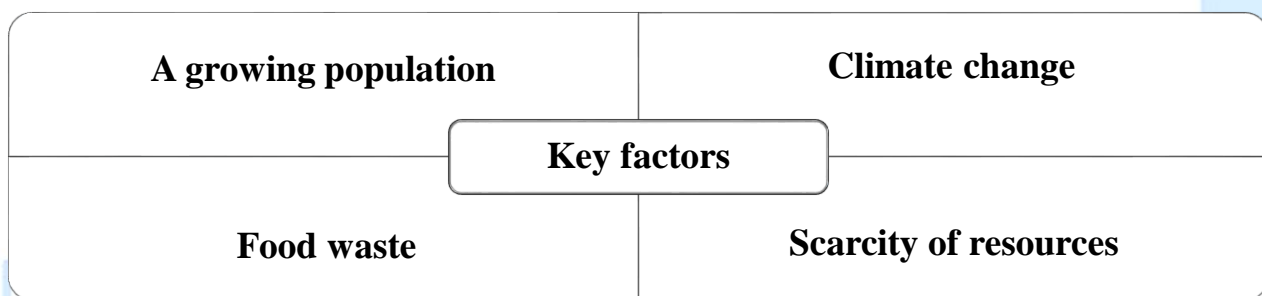 A growing population
Climate change
Key factors
Food waste
Scarcity of resources